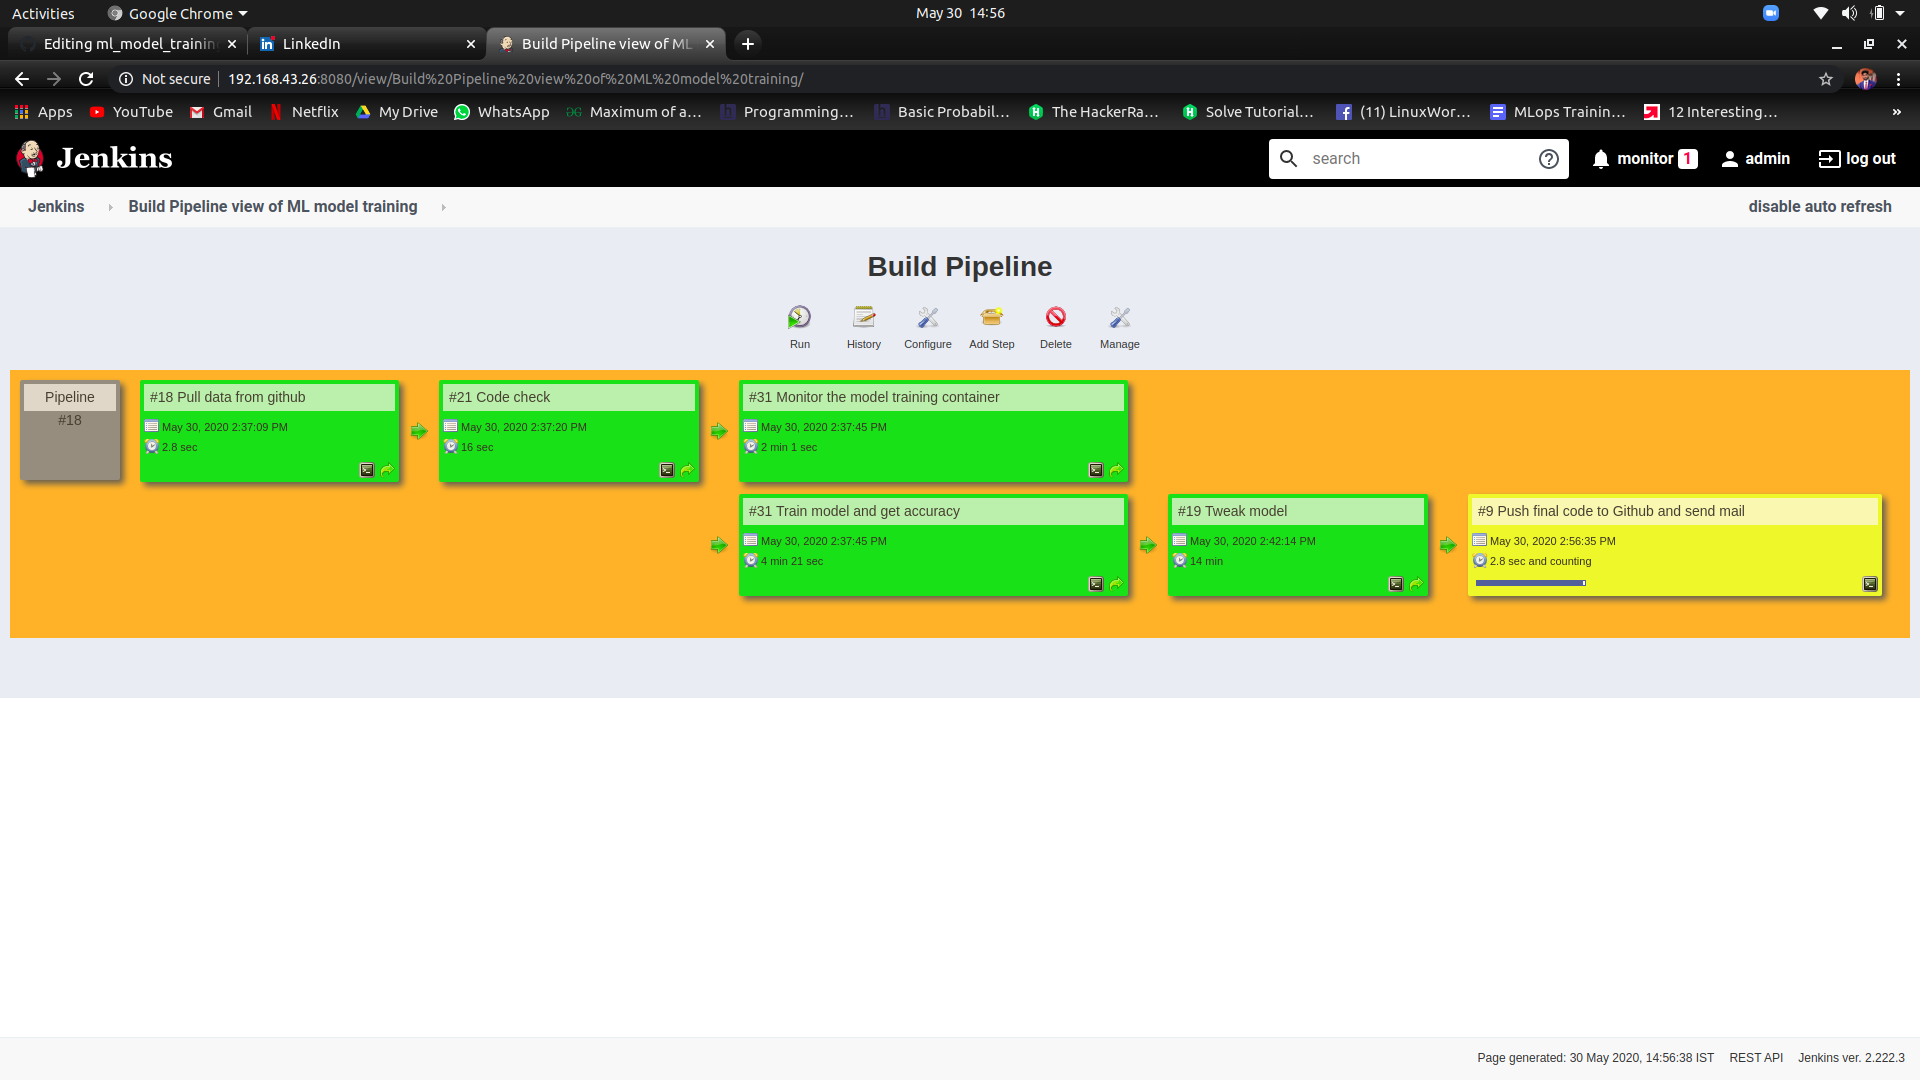 Activities
Google Chrome
May 30 14:56
Editing ml_model_trainin
LinkedIn
Build Pipeline view of ML
Not secure
192.168.43.26:8080/view/Build%20Pipeline%20view%20of%20ML%20model%20training/
Apps
YouTube
Gmail
Netflix
My Drive
WhatsApp
Maximum of a...
Programming...
Basic Probabil...
The HackerRa...
Solve Tutorial...
(11) LinuxWor...
MLops Trainin...
12 Interesting...
»
Jenkins
search
monitor 1
admin
log out
Jenkins
Build Pipeline view of ML model training
disable auto refresh
Build Pipeline
Run
History
Configure
Add Step
Delete
Manage
Pipeline
#18
#18 Pull data from github
May 30, 2020 2:37:09 PM
2.8 sec
#21 Code check
May 30, 2020 2:37:20 PM
16 sec
#31 Monitor the model training container
May 30, 2020 2:37:45 PM
2 min 1 sec
#31 Train model and get accuracy
May 30, 2020 2:37:45 PM
4 min 21 sec
#19 Tweak model
May 30, 2020 2:42:14 PM
14 min
#9 Push final code to Github and send mail
May 30, 2020 2:56:35 PM
2.8 sec and counting
Page generated: 30 May 2020, 14:56:38 IST
REST API
Jenkins ver. 2.222.3